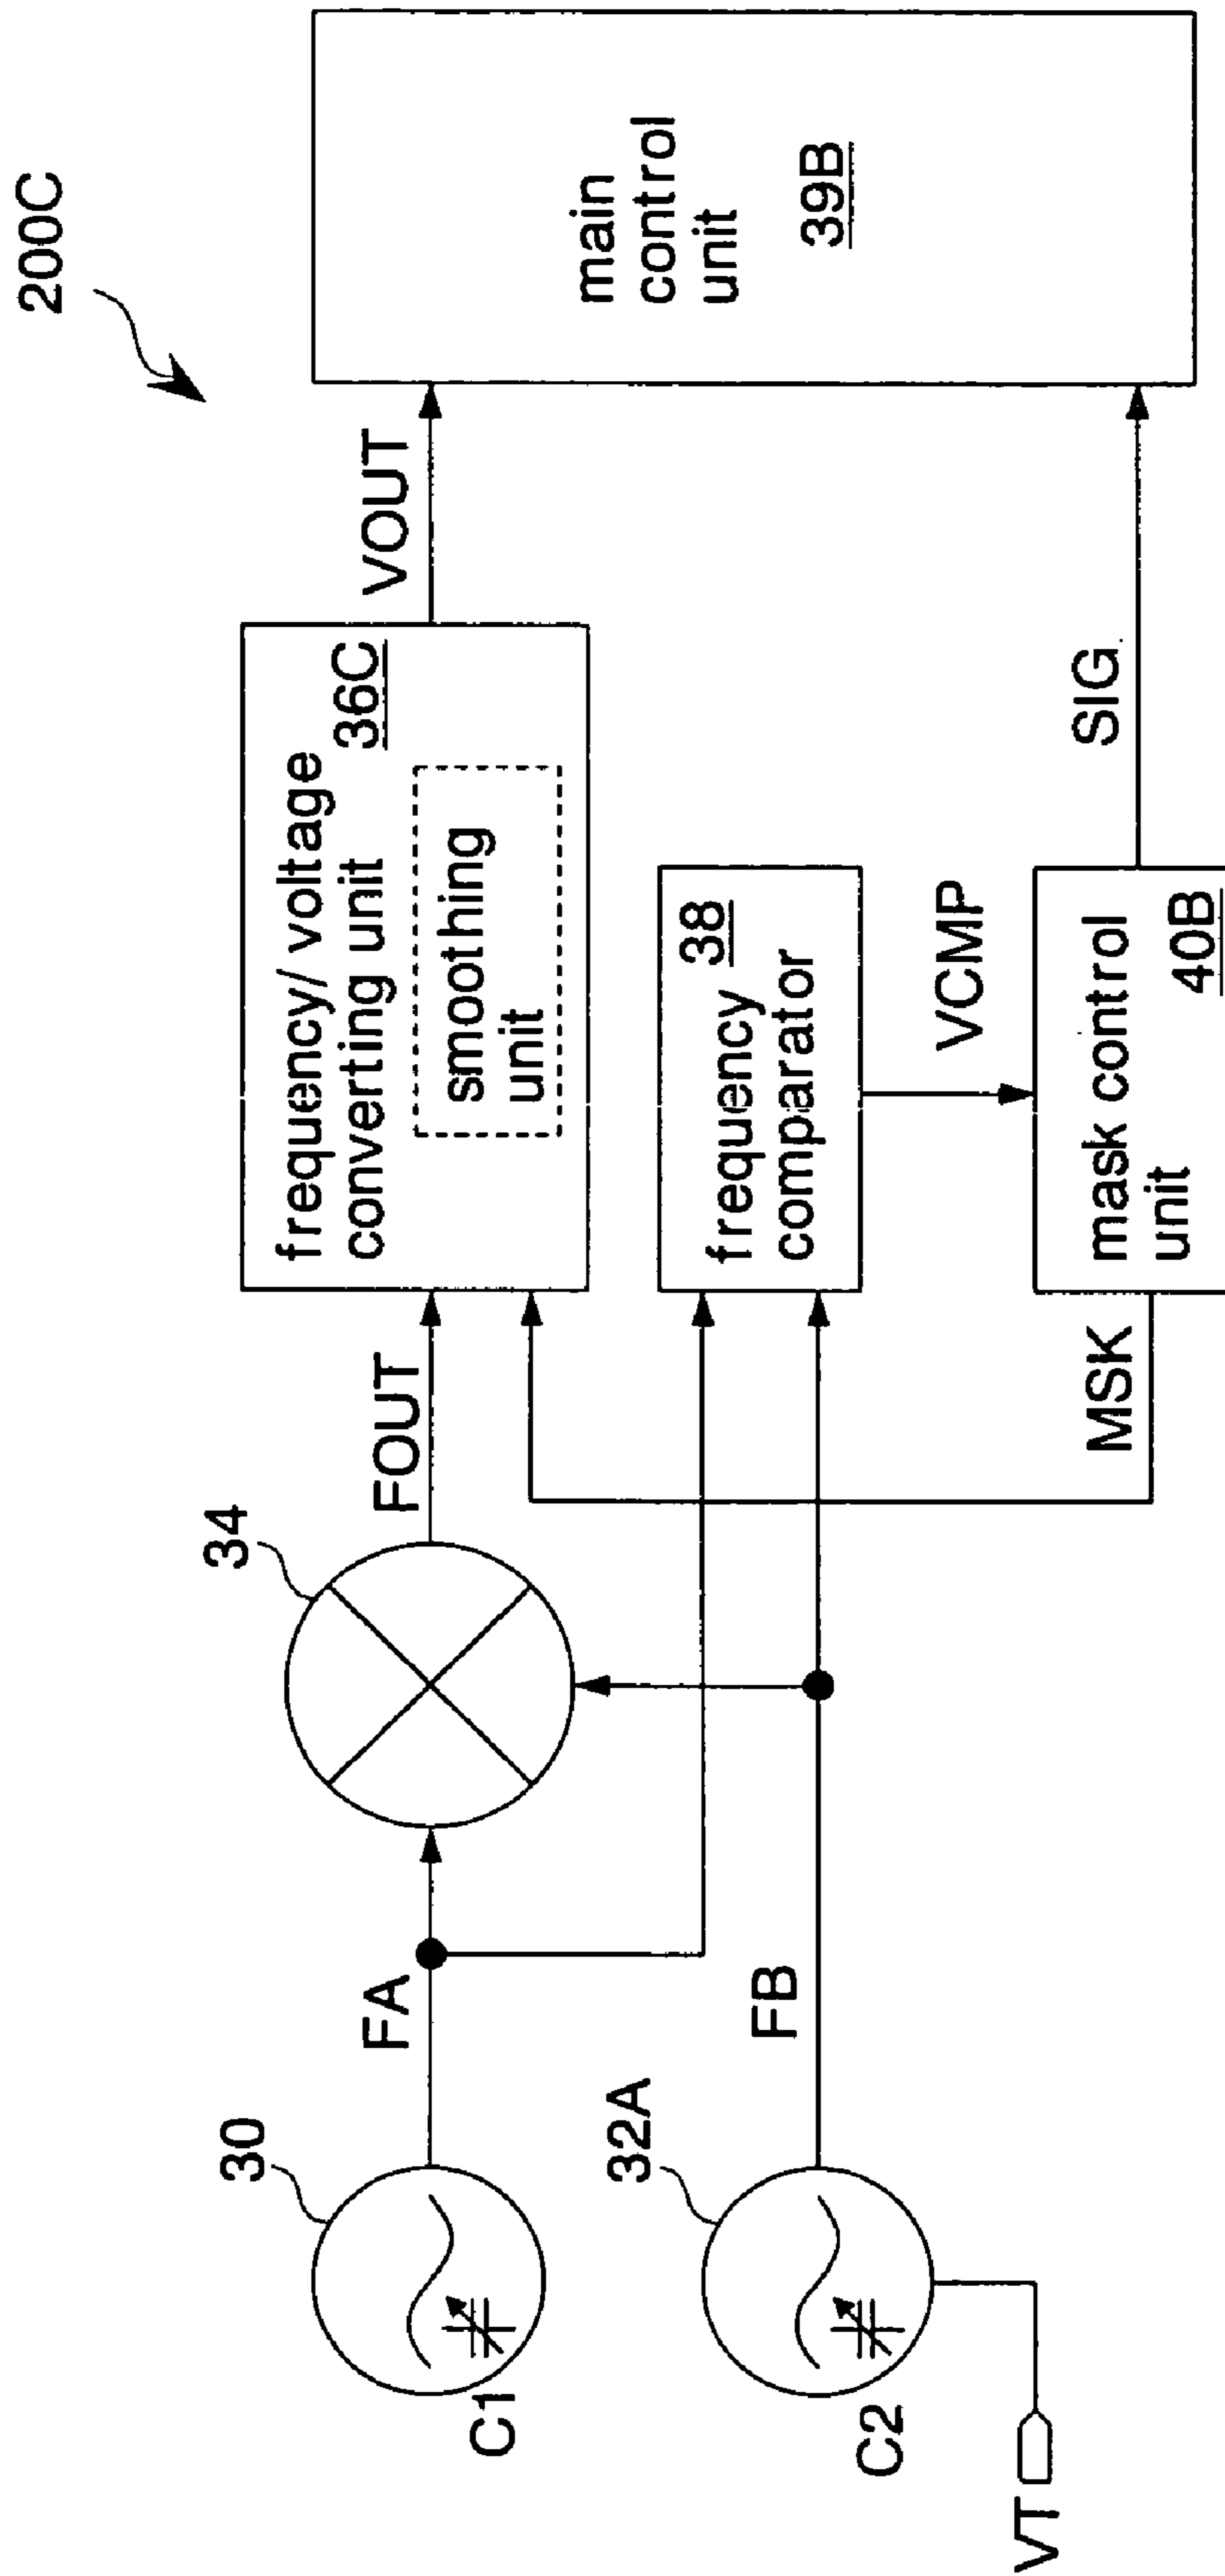 200C
30
FA
C1
34
FOUT
frequency/ voltage
converting unit
36C
smoothing
unit
VOUT
main
control
unit
39B
32A
FB
C2
VT
38
frequency
comparator
VCMP
MSK
mask control
unit
40B
SIG